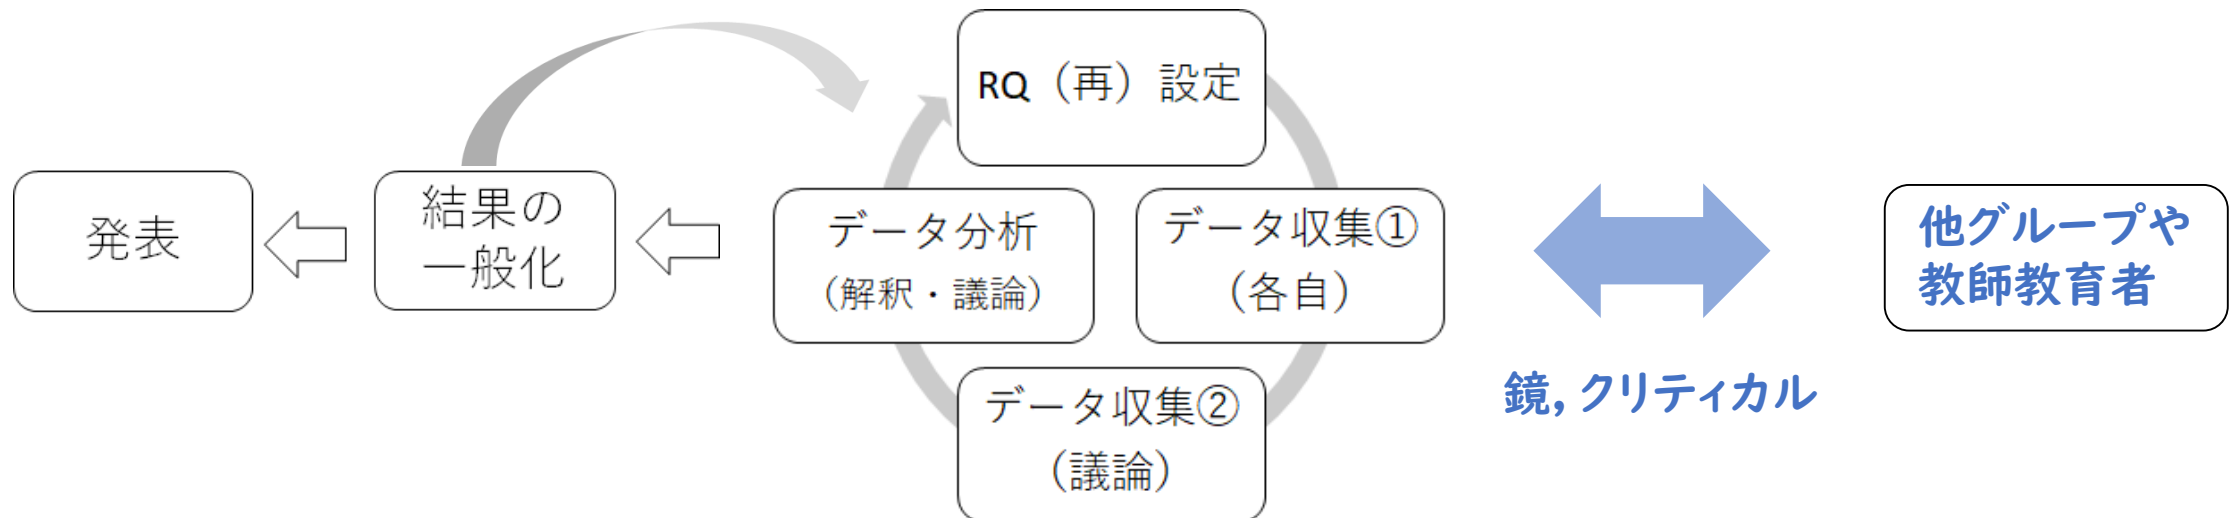 RQ（再）設定
データ収集①
（各自）
データ収集②
（議論）
データ分析
（解釈・議論）
結果の
一般化
発表
鏡，クリティカル
他グループや
教師教育者